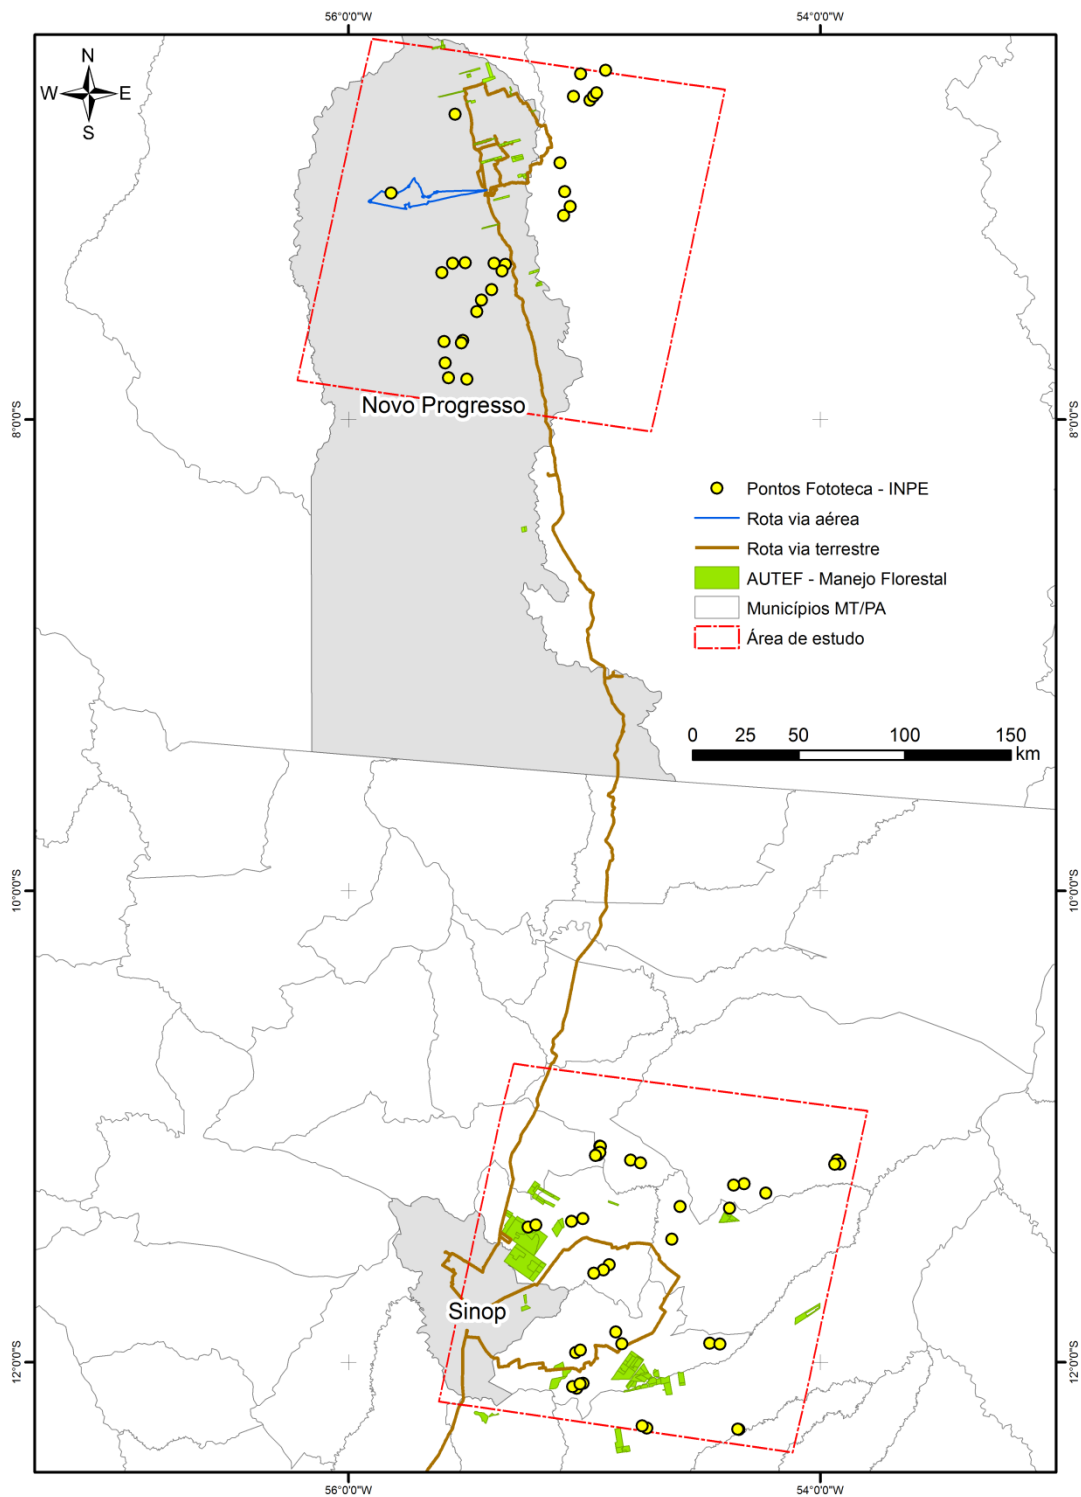 56°0'0"W 54°0'0"W
N
W E
S
8°0'0"S 8°0'0"S
Novo Progresso
Pontos Fototeca - INPE
Rota via aérea
Rota via terrestre
AUTEF - Manejo Florestal
Municípios MT/PA
Área de estudo
0 25 50 100 150
km
10°0'0"S 10°0'0"S
Sinop
12°0'0"S 12°0'0"S
56°0'0"W 54°0'0"W